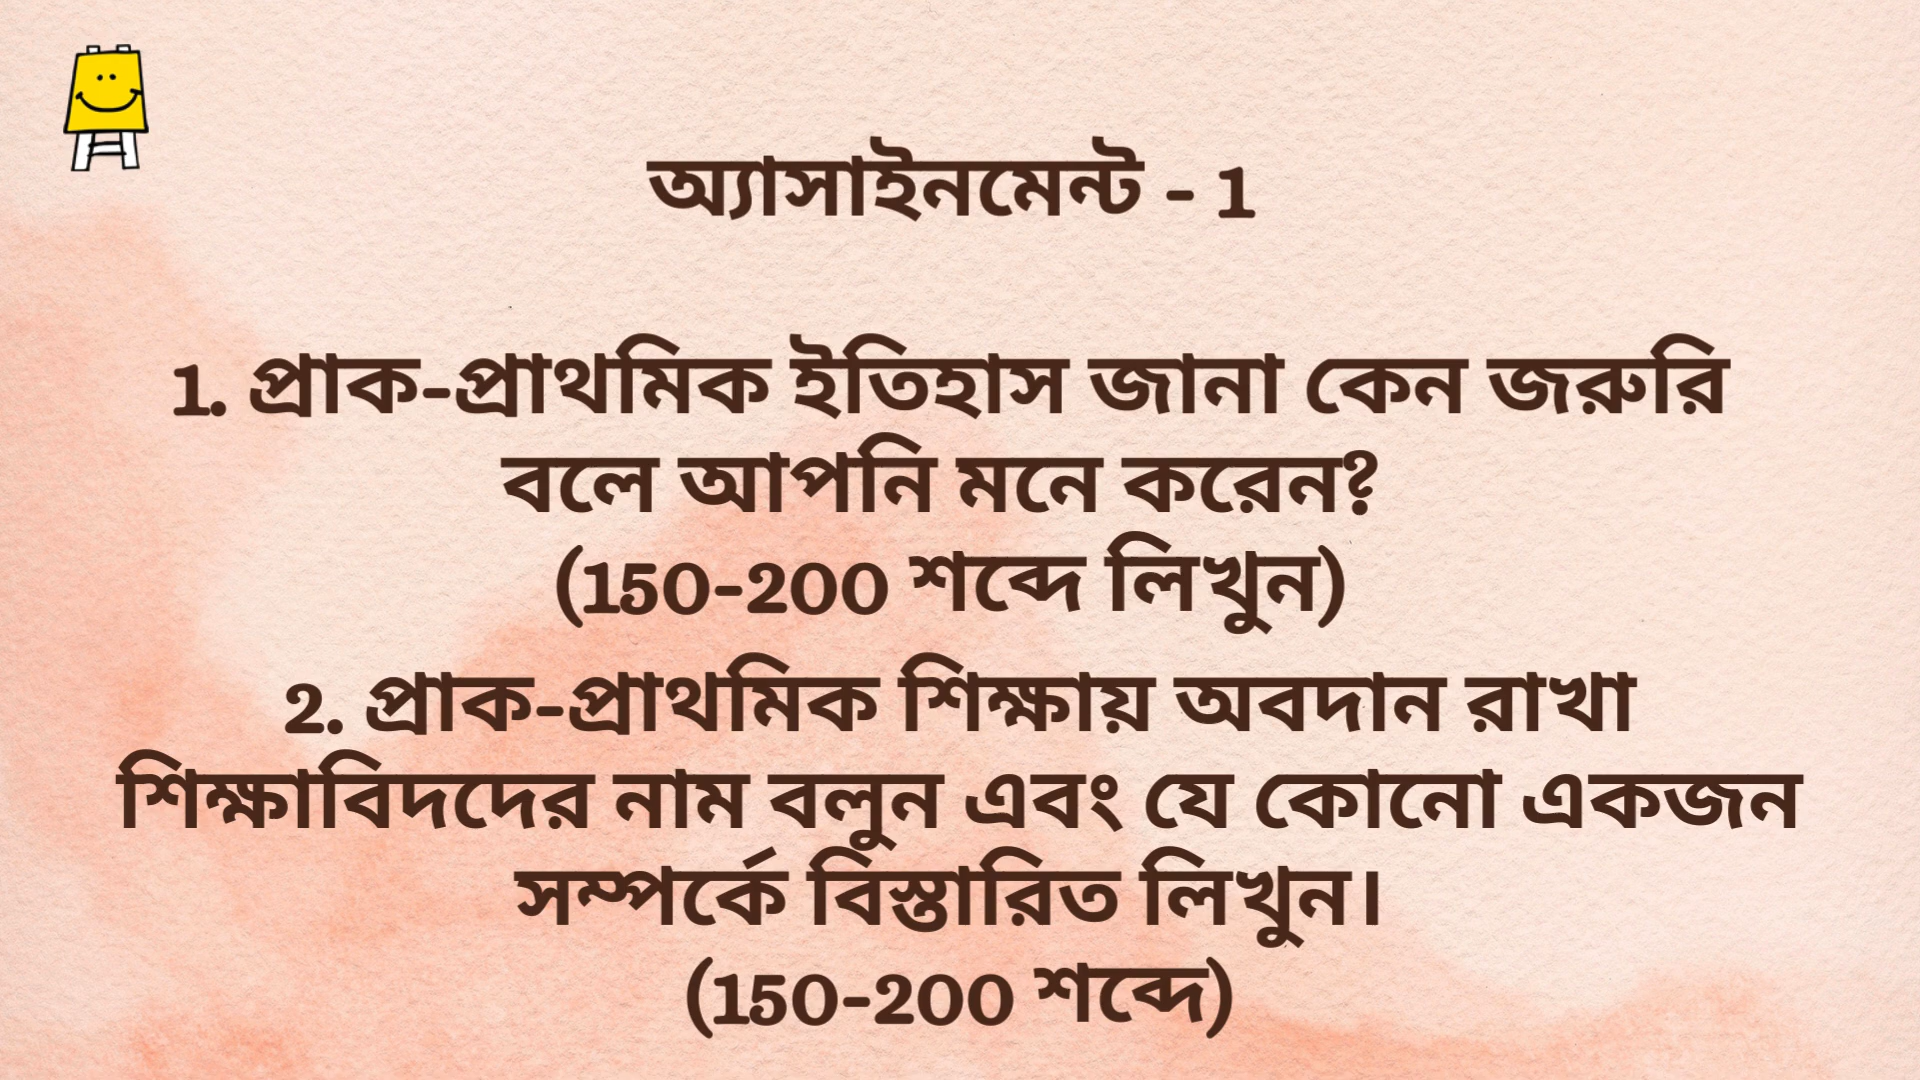 অ্যাসাইনমেন্ট - 1
1. প্রাক-প্রাথমিক ইতিহাস জানা কেন জরুরি
বলে আপনি মনে করেন?
(150-200 শব্দে লিখুন)
2. প্রাক-প্রাথমিক শিক্ষায় অবদান রাখা
শিক্ষাবিদদের নাম বলুন এবং যে কোনো একজন
সম্পর্কে বিস্তারিত লিখুন।
(150-200 শব্দে)